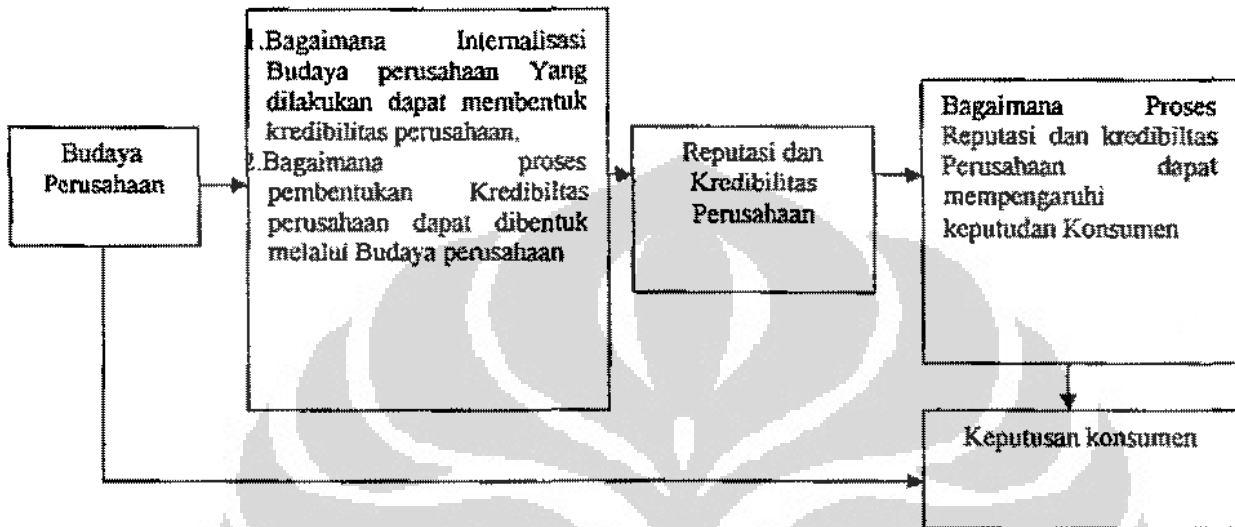 Budaya
Perusahaan
1.Bagaimana Internalisasi
Budaya perusahaan Yang
dilakukan dapat membentuk
kredibilitas perusahaan.
2.Bagaimana proses
pembentukan Kredibiltas
perusahaan dapat dibentuk
melalui Budaya perusahaan
Reputasi dan
Kredibilitas
Perusahaan
Bagaimana Proses
Reputasi dan kredibiltas
Perusahaan dapat
mempengaruhi
keputudan Konsumen
Keputusan konsumen